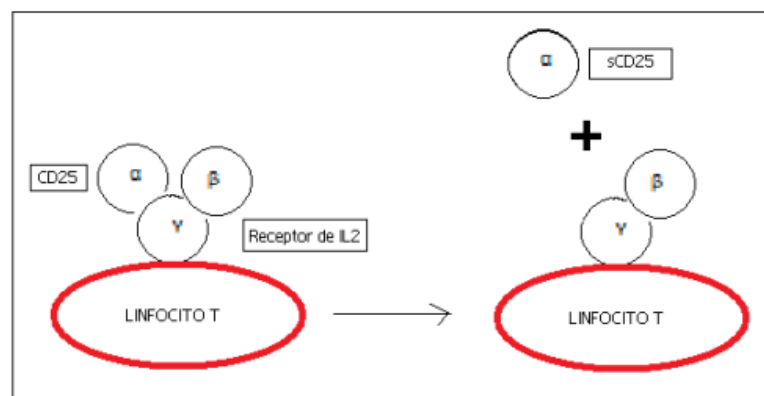 α
sCD25
+
CD25
α
β
γ
Receptor de IL2
β
γ
LINFOCITO T
LINFOCITO T